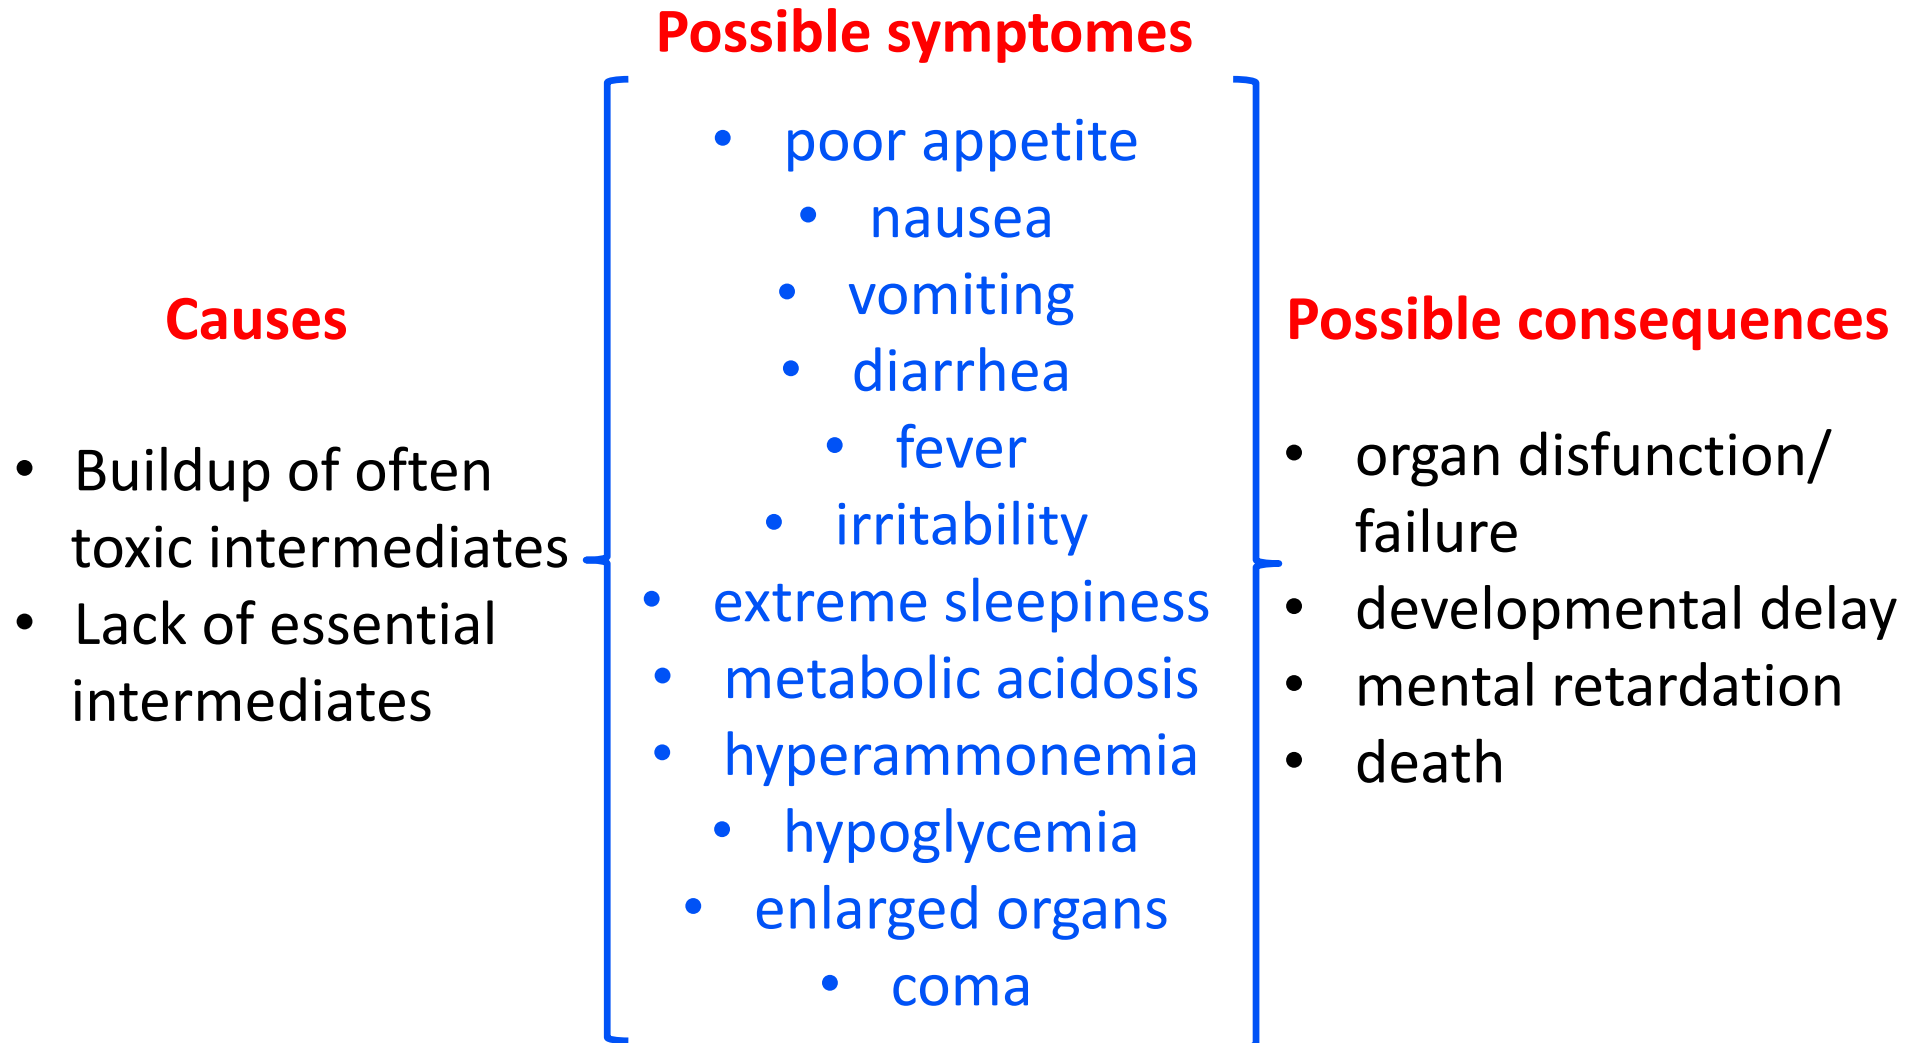 Possible symptomes
• poor appetite
• nausea
• vomiting
• diarrhea
• fever
• irritability
• extreme sleepiness
• metabolic acidosis
• hyperammonemia
• hypoglycemia
• enlarged organs
• coma
Causes
• Buildup of often
toxic intermediates
• Lack of essential
intermediates
Possible consequences
• organ disfunction/
failure
• developmental delay
• mental retardation
• death